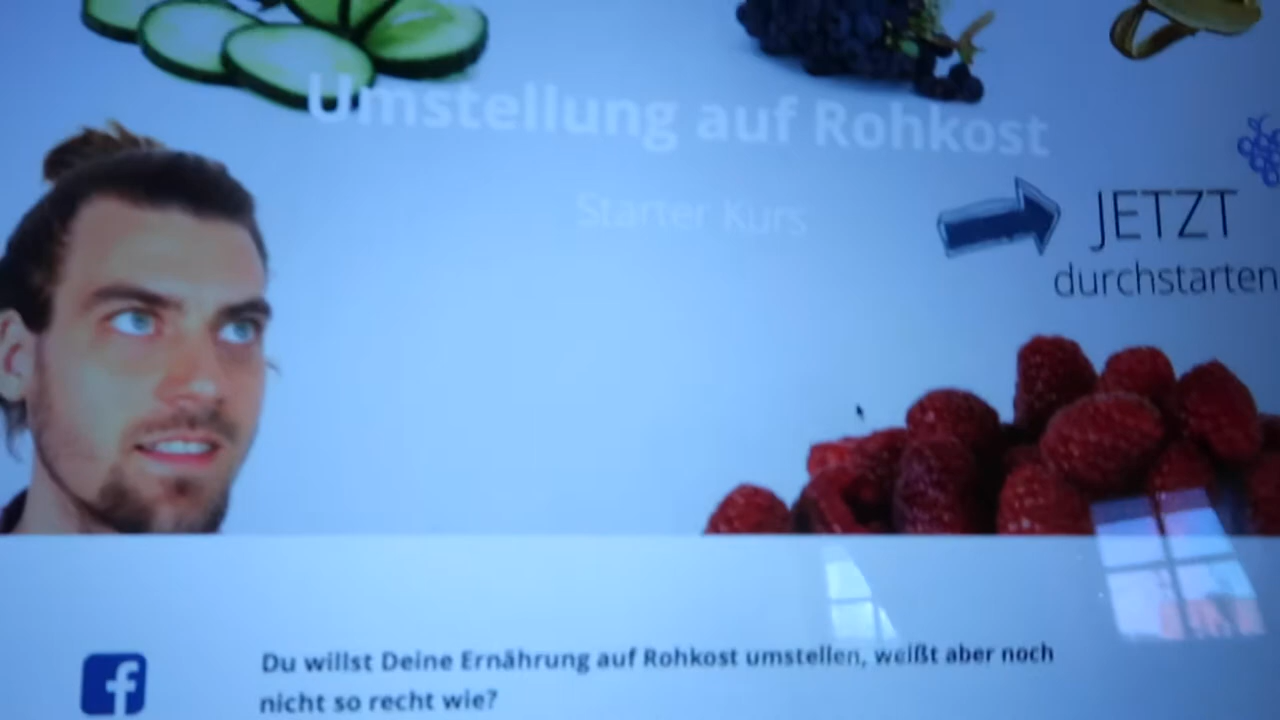 Umstellung auf Rohkost
Starter Kurs
JETZT
durchstarten
Du willst Deine Ernährung auf Rohkost umstellen, weißt aber noch
nicht so recht wie?